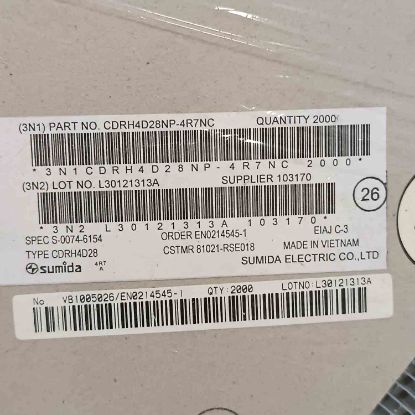 (3N1) PART NO. CDRH4D28NP-4R7NC QUANTITY 2000
*3N1CDRH4D28NP-4R7NC 2000*
(3N2) LOT NO. L30121313A SUPPLIER 103170
*3N2 L30121313A 103170*
SPEC S-0074-6154 ORDER EN0214545-1 EIAJ C-3
TYPE CDRH4D28 CSTMR 81021-RSE018 MADE IN VIETNAM
sumida 4R7 A SUMIDA ELECTRIC CO.,LTD.
26
No VB1005026/EN0214545-1 QTY:2000 LOTNO:L30121313A